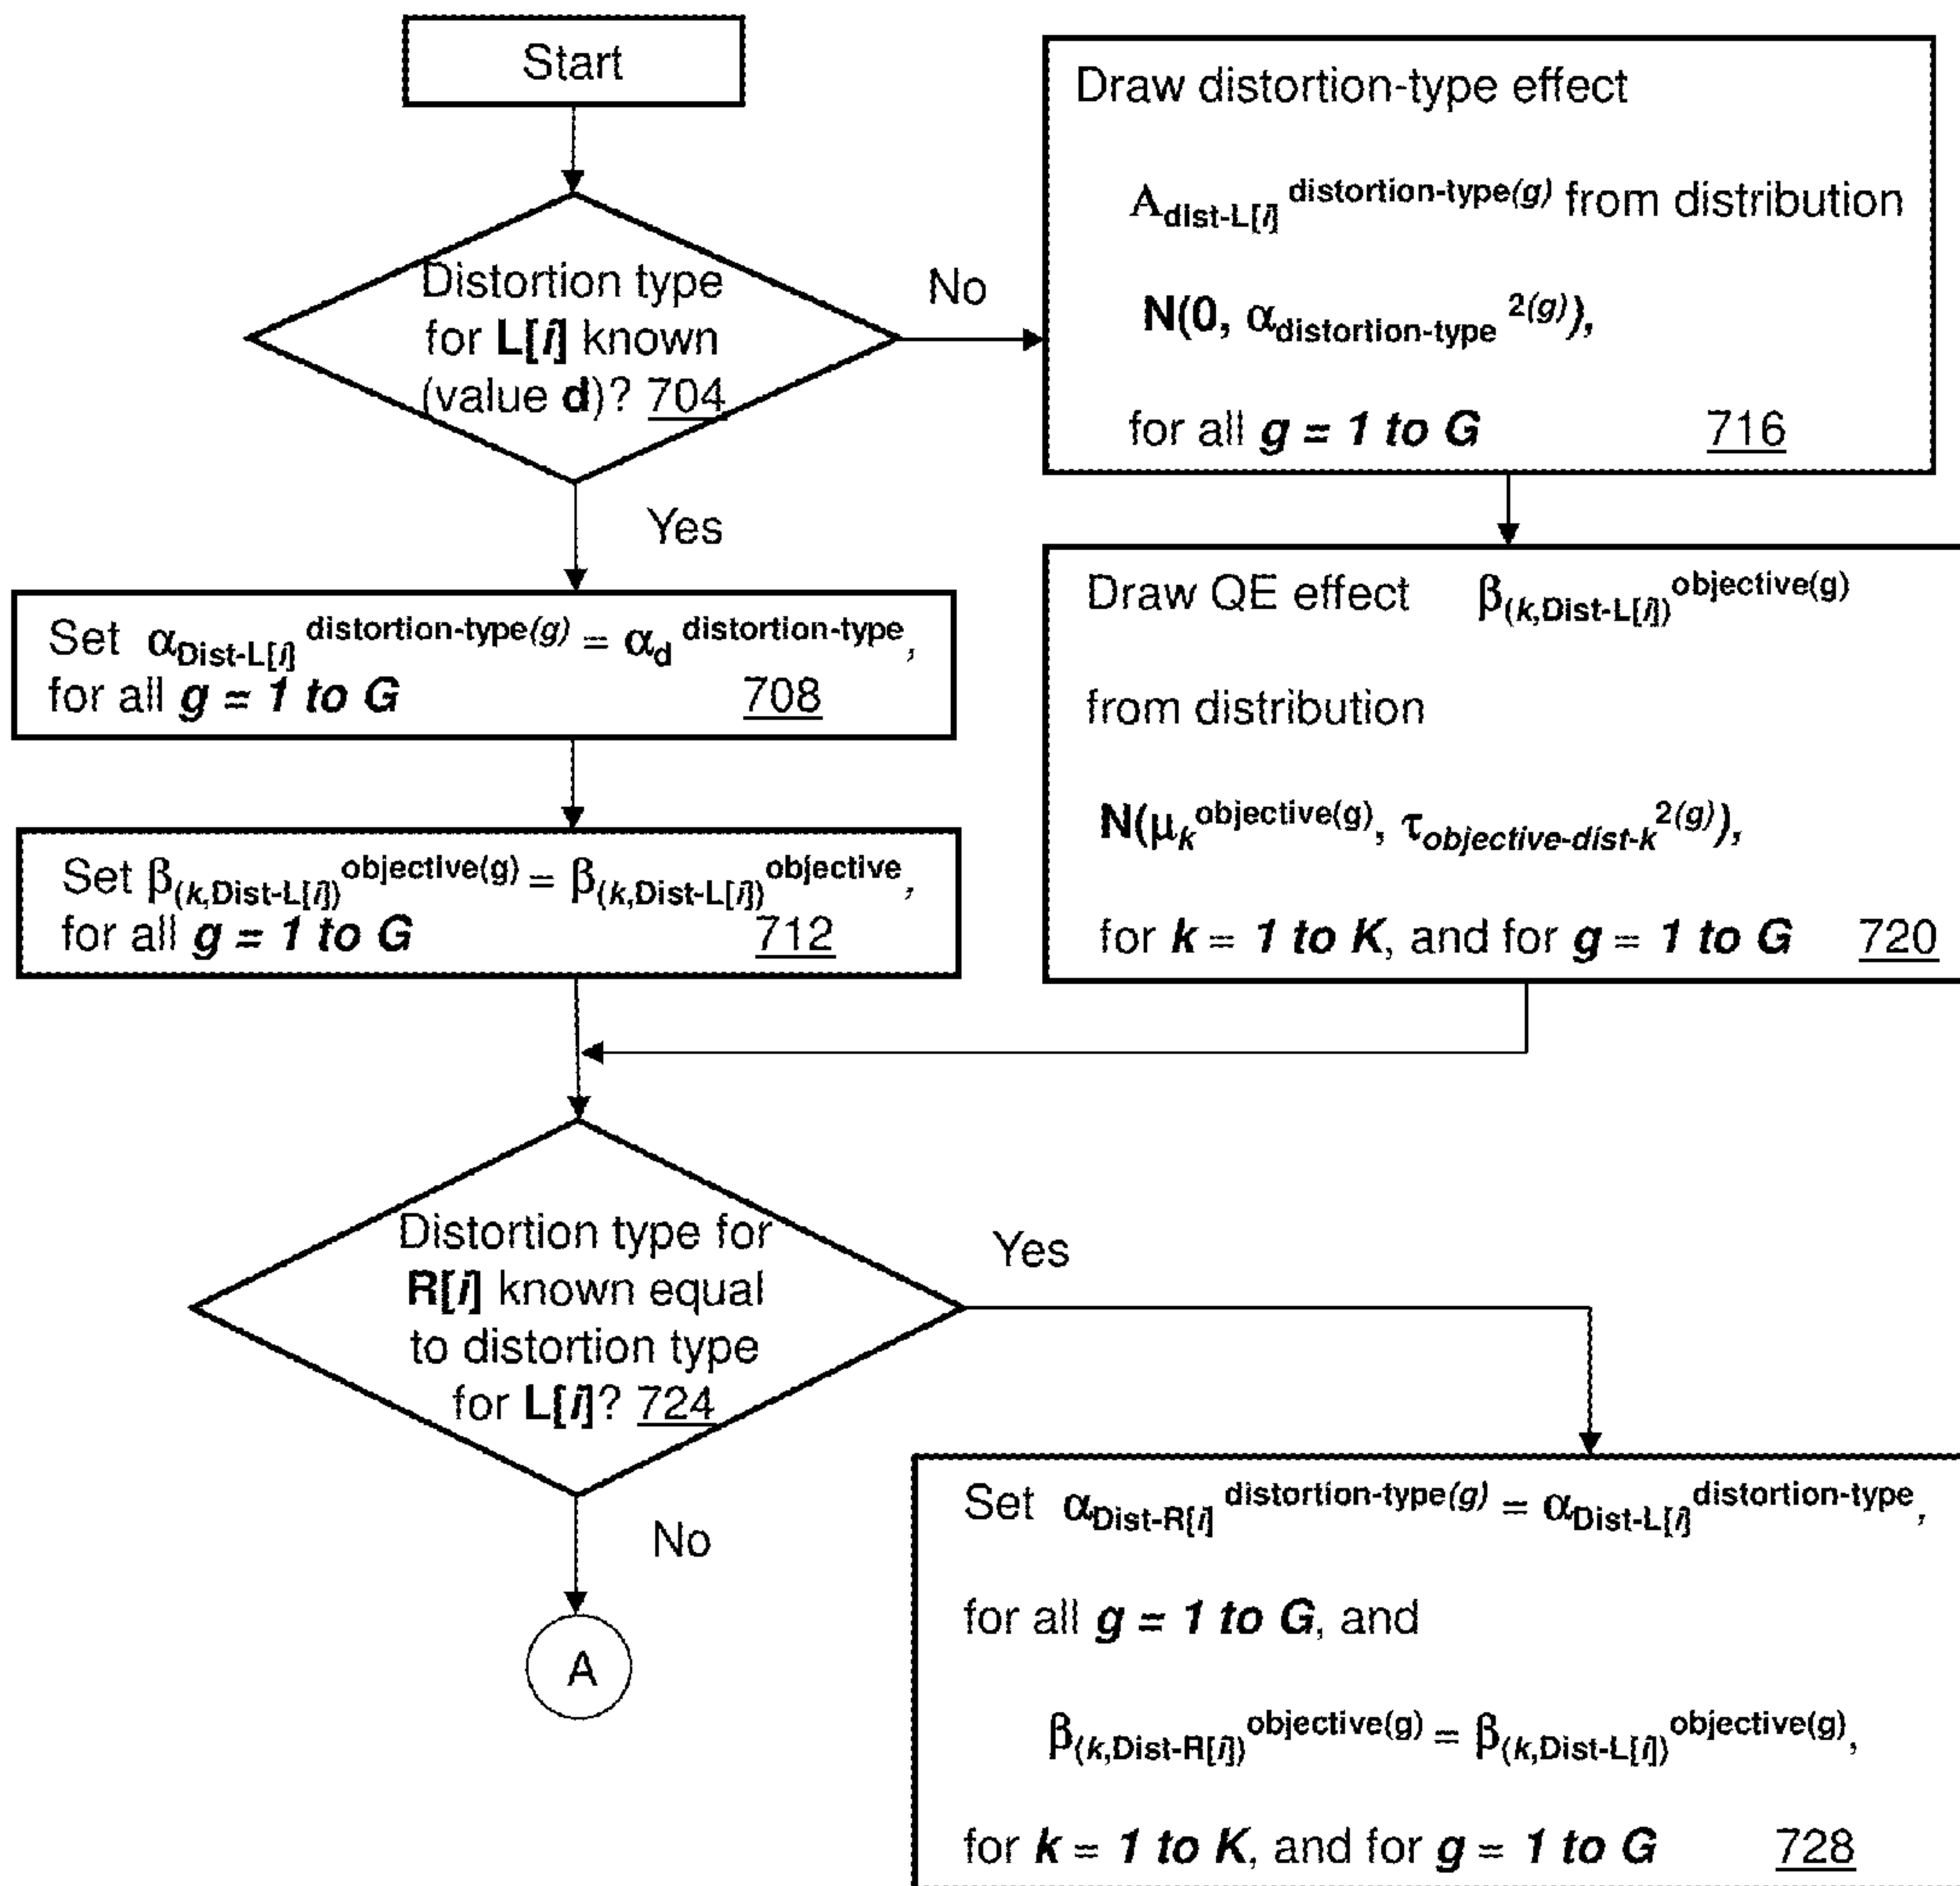 Start
Distortion type
for L[i] known
(value d)? 704
No
Yes
Draw distortion-type effect
A_dist-L[i]^distortion-type(g) from distribution
N(0, α_distortion-type^2(g)),
for all g = 1 to G 716
Set α_Dist-L[i]^distortion-type(g) = α_d^distortion-type,
for all g = 1 to G 708
Draw QE effect β_(k,Dist-L[i])^objective(g)
from distribution
N(μ_k^objective(g), τ_objective-dist-k^2(g)),
for k = 1 to K, and for g = 1 to G 720
Set β_(k,Dist-L[i])^objective(g) = β_(k,Dist-L[i])^objective,
for all g = 1 to G 712
Distortion type for
R[i] known equal
to distortion type
for L[i]? 724
Yes
No
A
Set α_Dist-R[i]^distortion-type(g) = α_Dist-L[i]^distortion-type,
for all g = 1 to G, and
β_(k,Dist-R[i])^objective(g) = β_(k,Dist-L[i])^objective(g),
for k = 1 to K, and for g = 1 to G 728